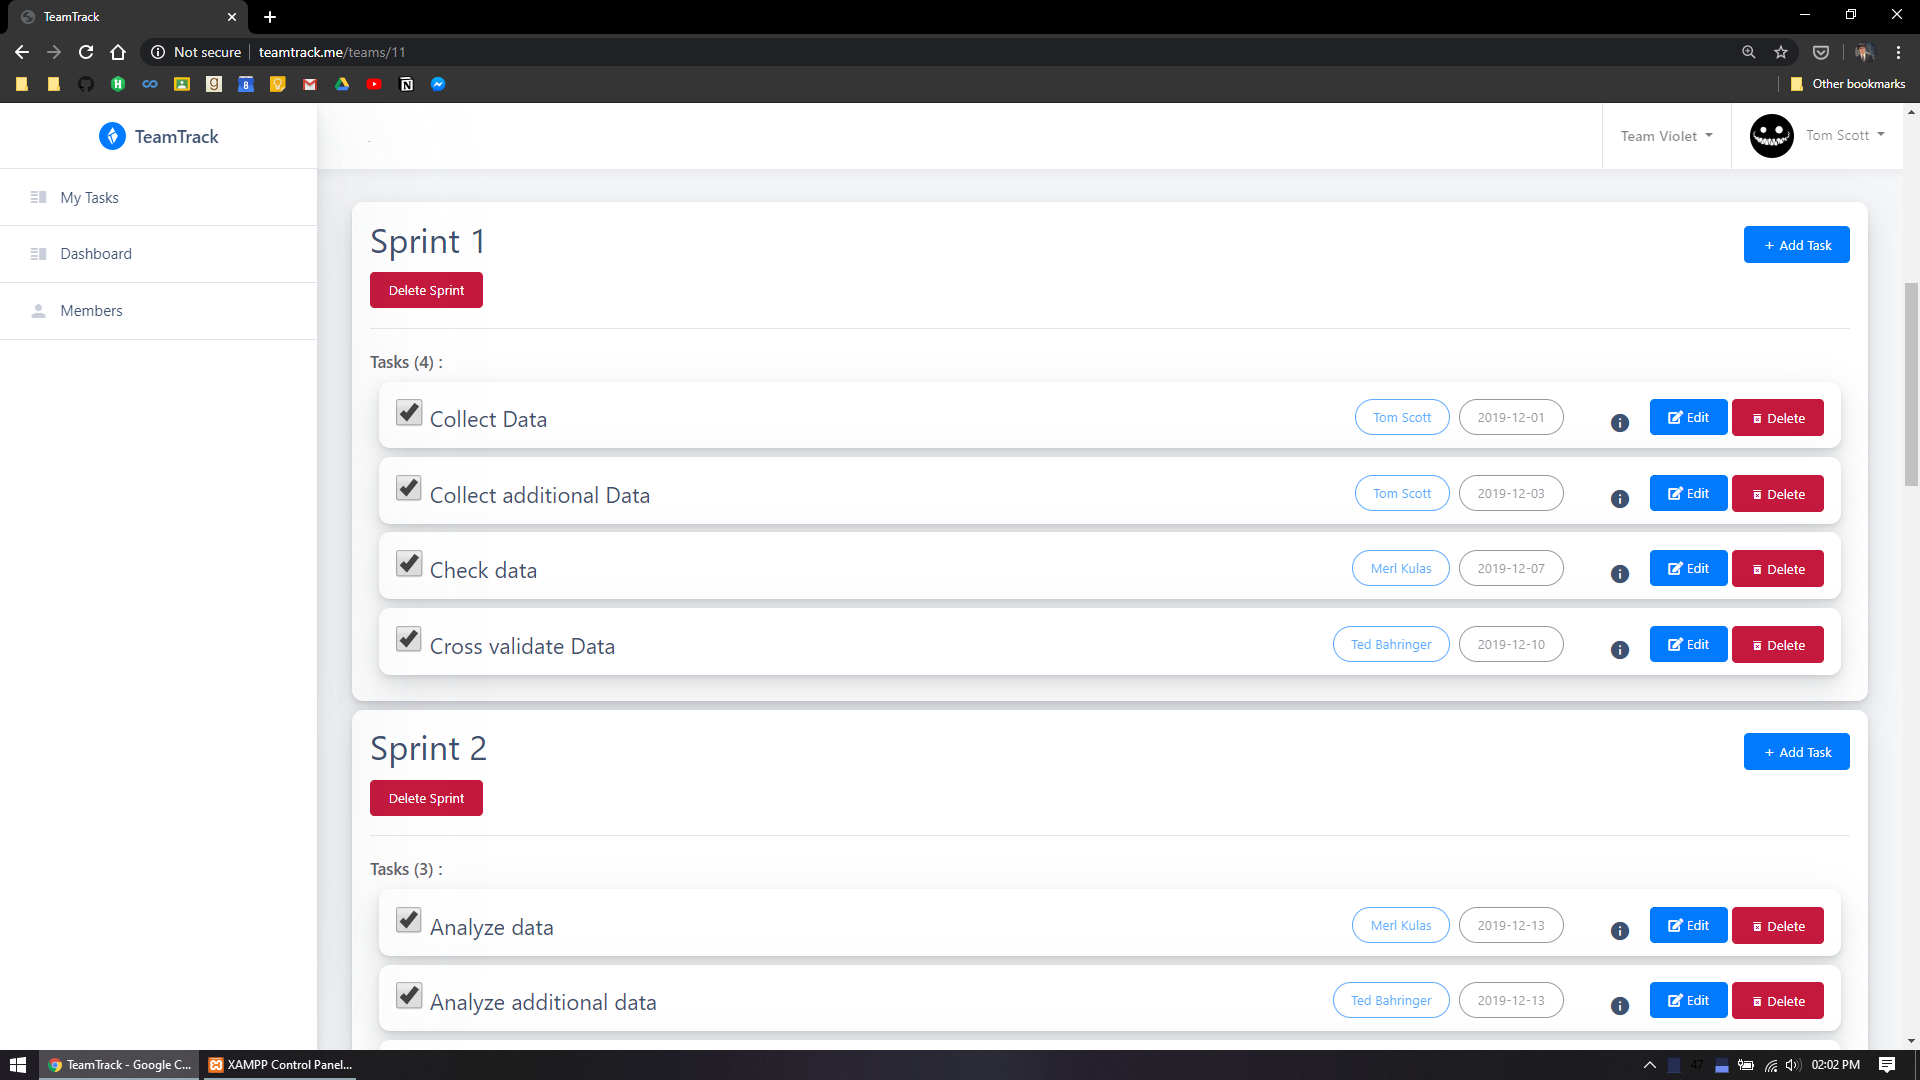 TeamTrack
Not secure | teamtrack.me/teams/11
Other bookmarks
TeamTrack
Team Violet
Tom Scott
My Tasks
Dashboard
Members
Sprint 1
+ Add Task
Delete Sprint
Tasks (4) :
Collect Data Tom Scott 2019-12-01 Edit Delete
Collect additional Data Tom Scott 2019-12-03 Edit Delete
Check data Merl Kulas 2019-12-07 Edit Delete
Cross validate Data Ted Bahringer 2019-12-10 Edit Delete
Sprint 2
+ Add Task
Delete Sprint
Tasks (3) :
Analyze data Merl Kulas 2019-12-13 Edit Delete
Analyze additional data Ted Bahringer 2019-12-13 Edit Delete
TeamTrack - Google C... XAMPP Control Panel... 47 02:02 PM